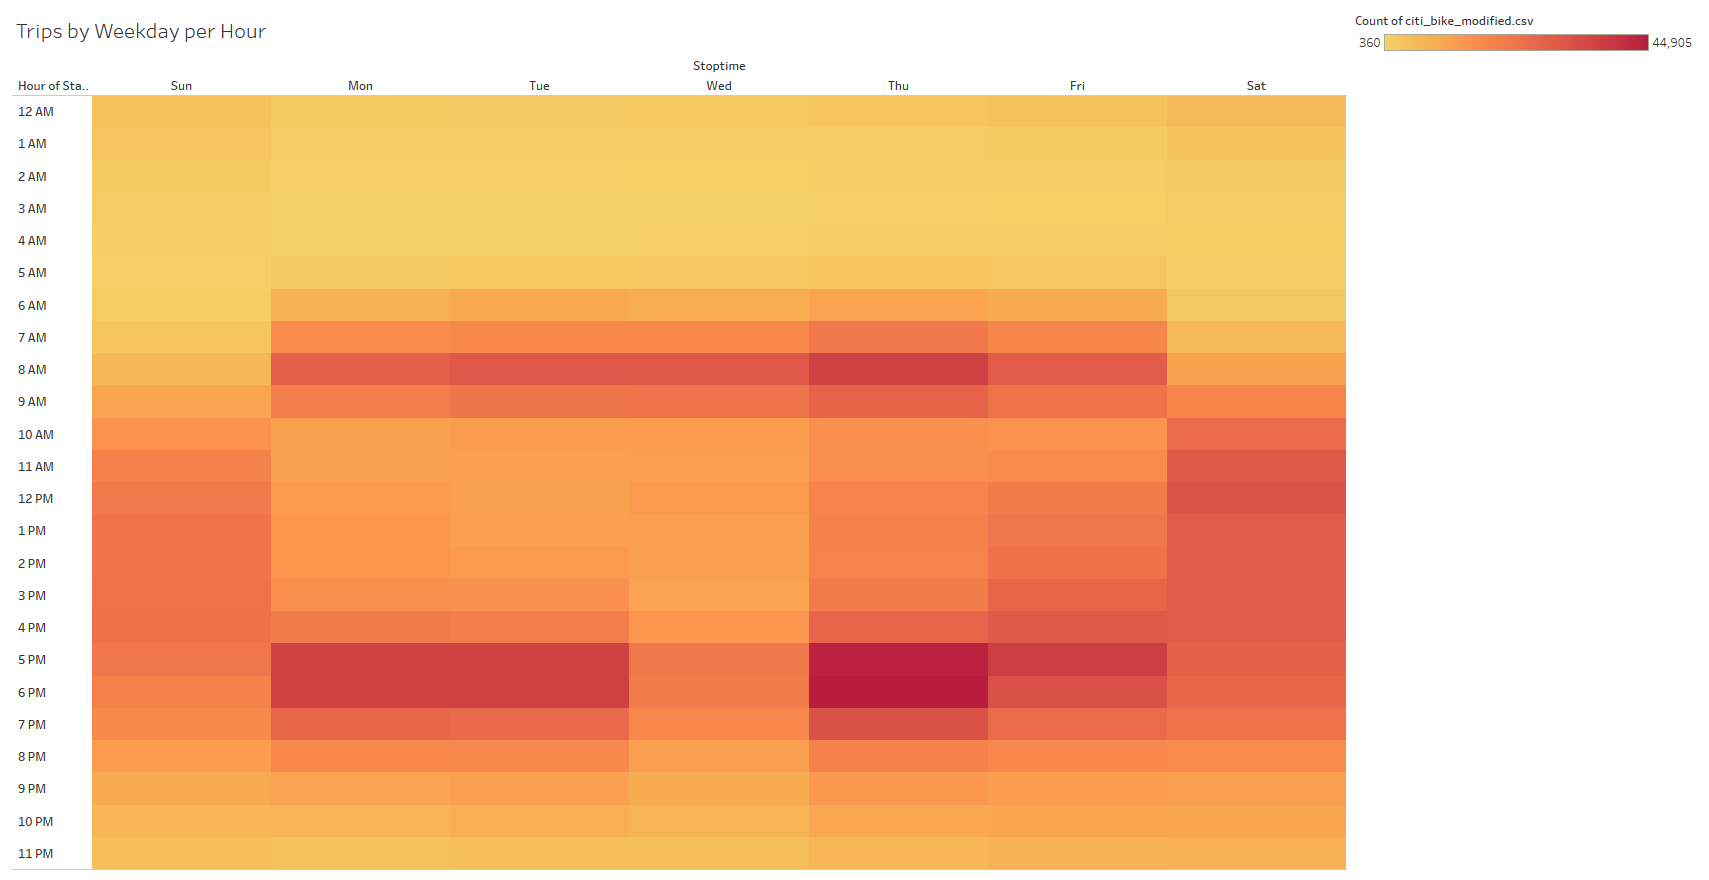 Trips by Weekday per Hour
Count of citi_bike_modified.csv
360 44,905
Stoptime
Hour of Sta.. Sun Mon Tue Wed Thu Fri Sat
12 AM
1 AM
2 AM
3 AM
4 AM
5 AM
6 AM
7 AM
8 AM
9 AM
10 AM
11 AM
12 PM
1 PM
2 PM
3 PM
4 PM
5 PM
6 PM
7 PM
8 PM
9 PM
10 PM
11 PM